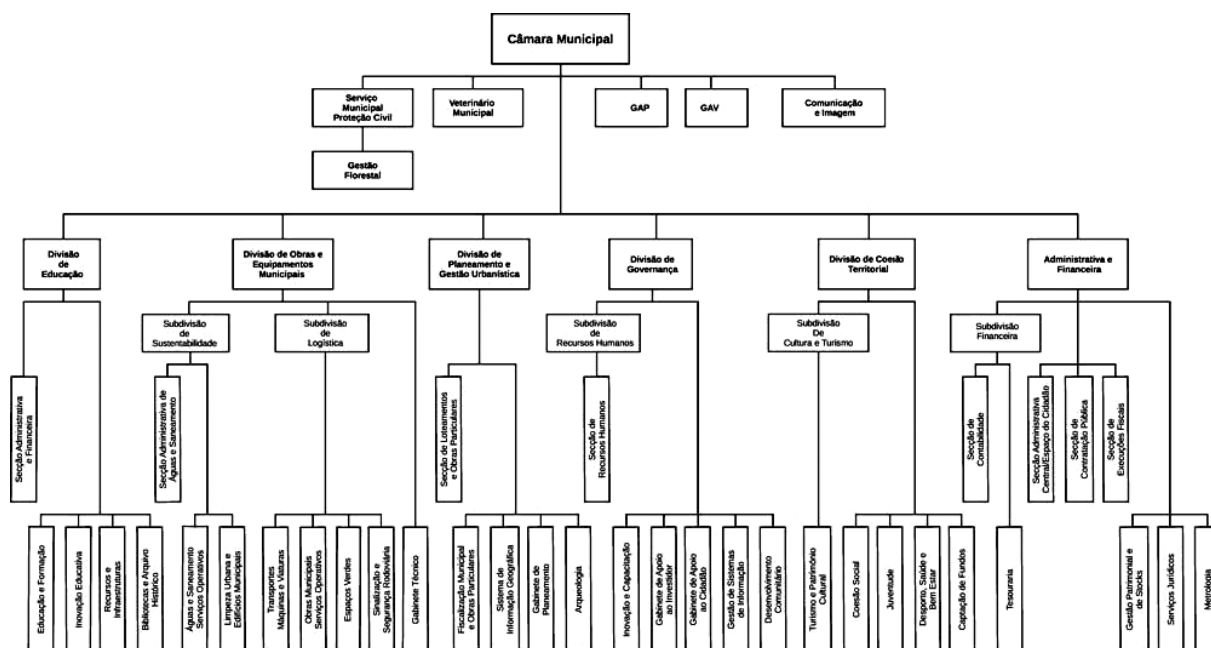 Câmara Municipal
Serviço
Municipal
Proteção Civil
Veterinário
Municipal
GAP
GAV
Comunicação
e Imagem
Gestão
Florestal
Divisão
de
Educação
Divisão de Obras e
Equipamentos
Municipais
Divisão de
Planeamento e
Gestão Urbanística
Divisão de
Governança
Divisão de Coesão
Territorial
Administrativa e
Financeira
Subdivisão
de
Sustentabilidade
Subdivisão
de
Logística
Subdivisão
de
Recursos Humanos
Subdivisão
De
Cultura e Turismo
Subdivisão
Financeira
Secção Administrativa
e Financeira
Secção Administrativa de
Águas e Saneamento
Secção de Loteamentos
e Obras Particulares
Secção de
Recursos Humanos
Secção de
Contabilidade
Secção Administrativa
Central/Espaço do Cidadão
Secção de
Contratação Pública
Secção de
Execuções Fiscais
Educação e Formação
Inovação Educativa
Recursos e
Infraestruturas
Bibliotecas e Arquivo
Histórico
Águas e Saneamento
Serviços Operativos
Limpeza Urbana e
Edifícios Municipais
Transportes
Máquinas e Viaturas
Obras Municipais
Serviços Operativos
Espaços Verdes
Sinalização e
Segurança Rodoviária
Gabinete Técnico
Fiscalização Municipal
e Obras Particulares
Sistema de
Informação Geográfica
Gabinete de
Planeamento
Arqueologia
Inovação e Capacitação
Gabinete de Apoio
ao Investidor
Gabinete de Apoio
ao Cidadão
Gestão de Sistemas
de Informação
Desenvolvimento
Comunitário
Turismo e Património
Cultural
Coesão Social
Juventude
Desporto, Saúde e
Bem Estar
Captação de Fundos
Tesouraria
Gestão Patrimonial e
de Stocks
Serviços Jurídicos
Metrologia